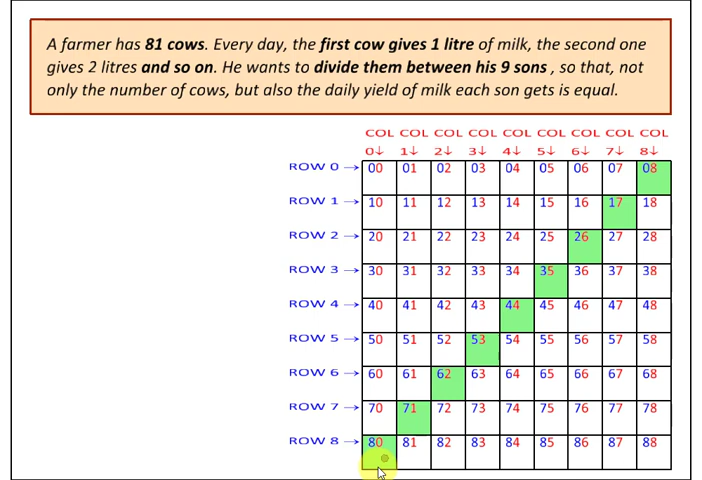 A farmer has 81 cows. Every day, the first cow gives 1 litre of milk, the second one
gives 2 litres and so on. He wants to divide them between his 9 sons , so that, not
only the number of cows, but also the daily yield of milk each son gets is equal.
COL COL COL COL COL COL COL COL COL
0↓ 1↓ 2↓ 3↓ 4↓ 5↓ 6↓ 7↓ 8↓
ROW 0 → 00 01 02 03 04 05 06 07 08
ROW 1 → 10 11 12 13 14 15 16 17 18
ROW 2 → 20 21 22 23 24 25 26 27 28
ROW 3 → 30 31 32 33 34 35 36 37 38
ROW 4 → 40 41 42 43 44 45 46 47 48
ROW 5 → 50 51 52 53 54 55 56 57 58
ROW 6 → 60 61 62 63 64 65 66 67 68
ROW 7 → 70 71 72 73 74 75 76 77 78
ROW 8 → 80 81 82 83 84 85 86 87 88